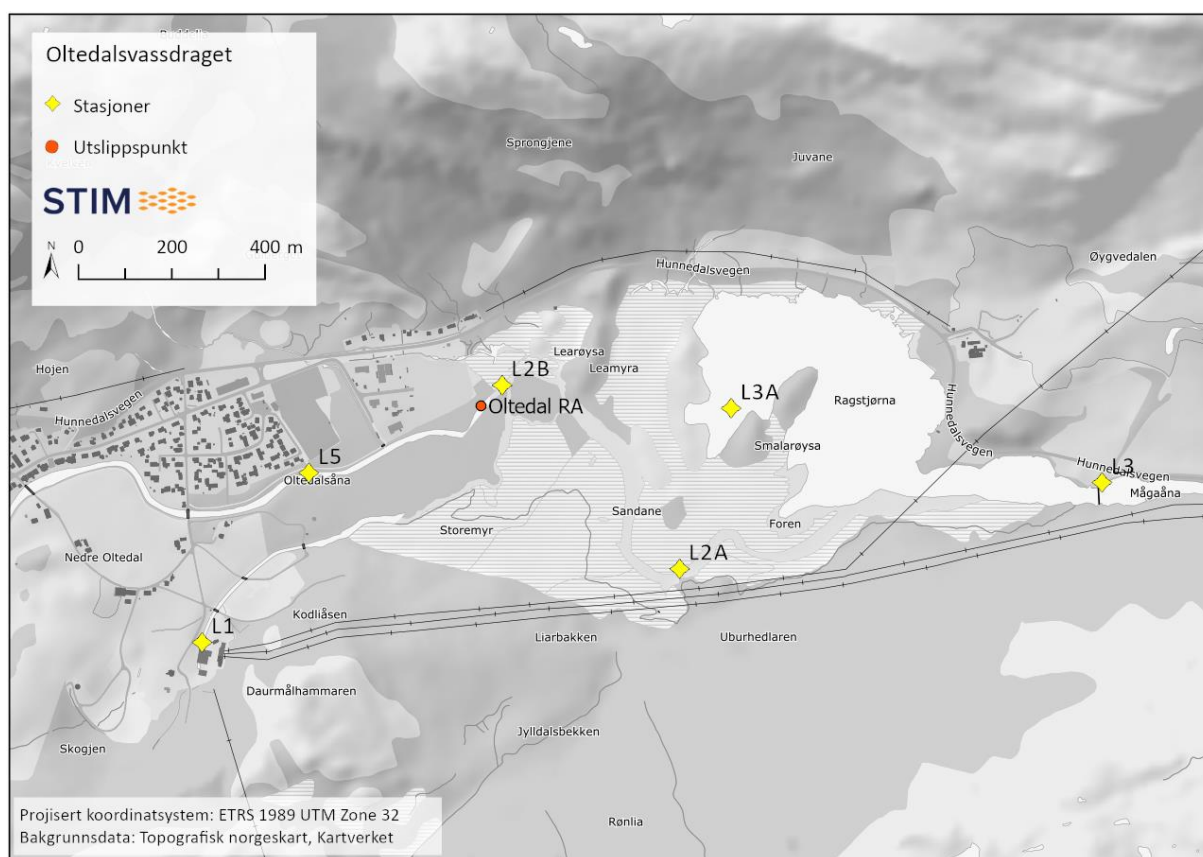 Oltedalsvassdraget
Stasjoner
Utslippspunkt
STIM
N 0 200 400 m
Sprongjene
Juvane
Øygvedalen
Hunnedalsvegen
Learøysa
Leamyra
Hojen
L2B
L3A
Oltedal RA
Ragstjørna
Hunnedalsvegen
Hunnedalsvegen
Smalarøysa
L5
Oltedalsåna
Hunnedalsvegen
L3
Mågaåna
Sandane
Storemyr
Foren
Nedre Oltedal
L2A
Kodliåsen
L1
Liarbakken
Uburhedlaren
Daurmålhammaren
Jylldalsbekken
Skogjen
Rønlia
Projisert koordinatsystem: ETRS 1989 UTM Zone 32
Bakgrunnsdata: Topografisk norgeskart, Kartverket